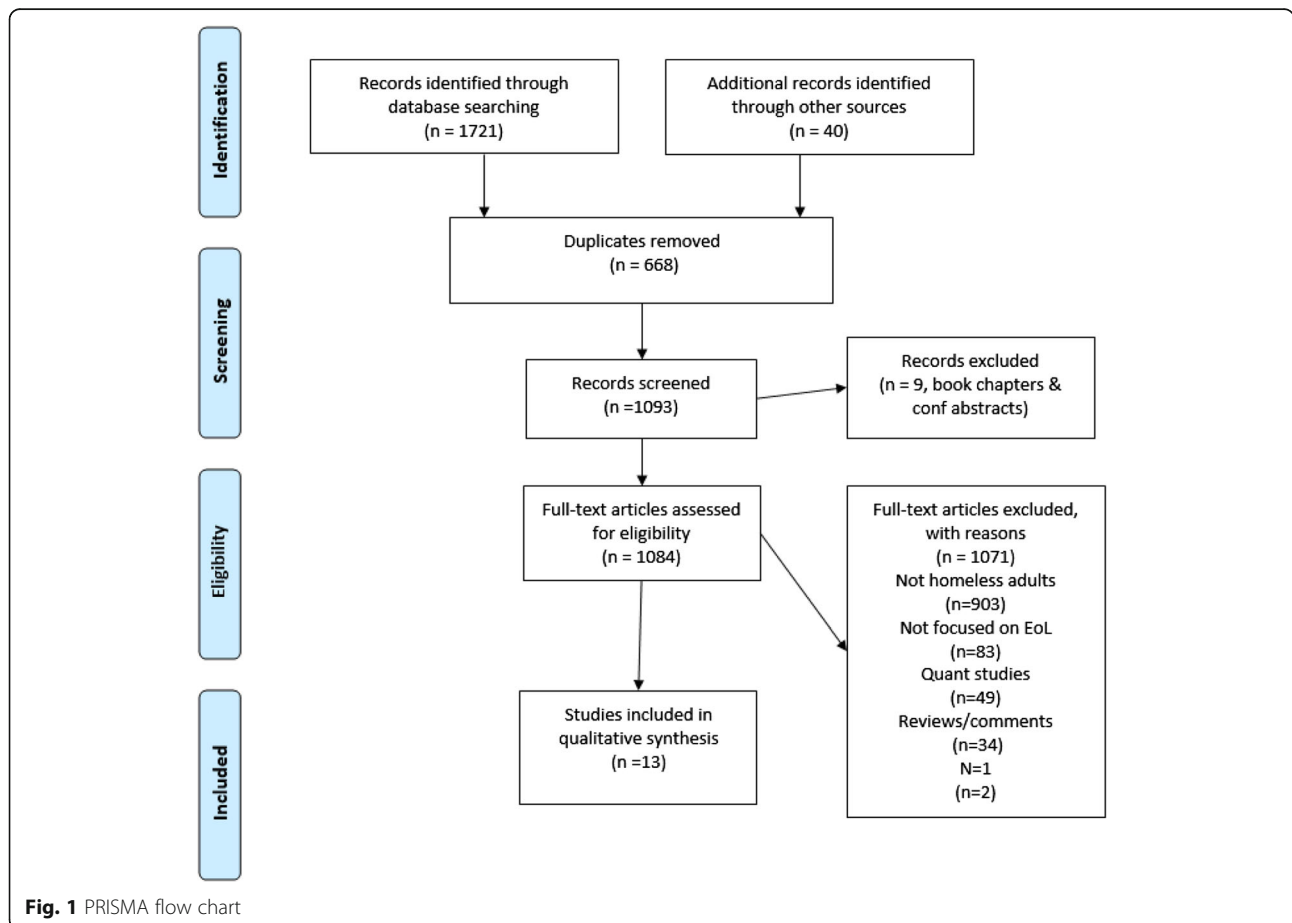 Identification
Records identified through
database searching
(n = 1721)
Additional records identified
through other sources
(n = 40)
Duplicates removed
(n = 668)
Screening
Records screened
(n =1093)
Records excluded
(n = 9, book chapters &
conf abstracts)
Eligibility
Full-text articles assessed
for eligibility
(n = 1084)
Full-text articles excluded,
with reasons
(n = 1071)
Not homeless adults
(n=903)
Not focused on EoL
(n=83)
Quant studies
(n=49)
Reviews/comments
(n=34)
N=1
(n=2)
Included
Studies included in
qualitative synthesis
(n =13)
Fig. 1 PRISMA flow chart